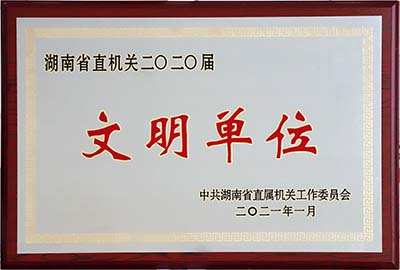 湖南省直机关二〇二〇届
文明单位
中共湖南省直属机关工作委员会
二〇二一年一月